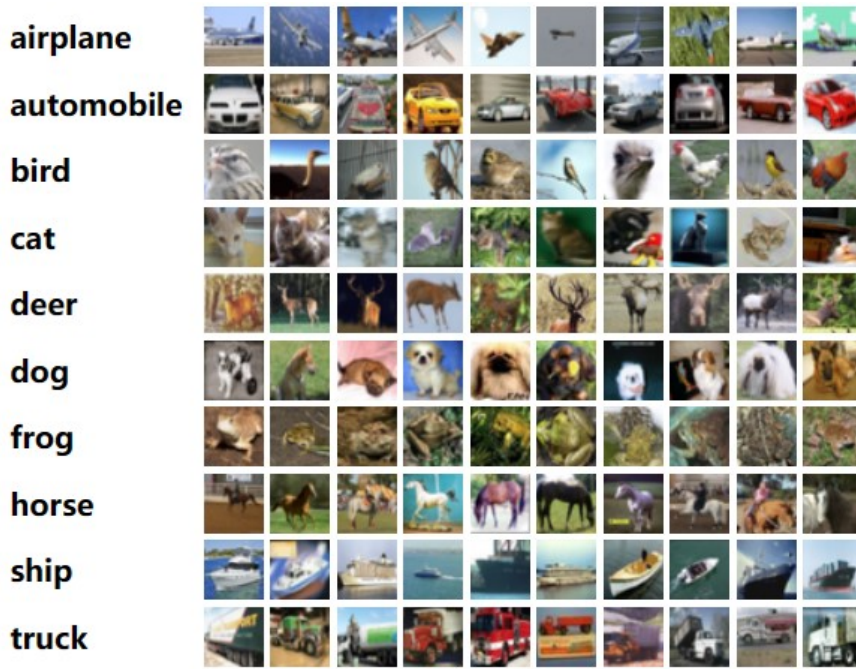 airplane
automobile
bird
cat
deer
dog
frog
horse
ship
truck